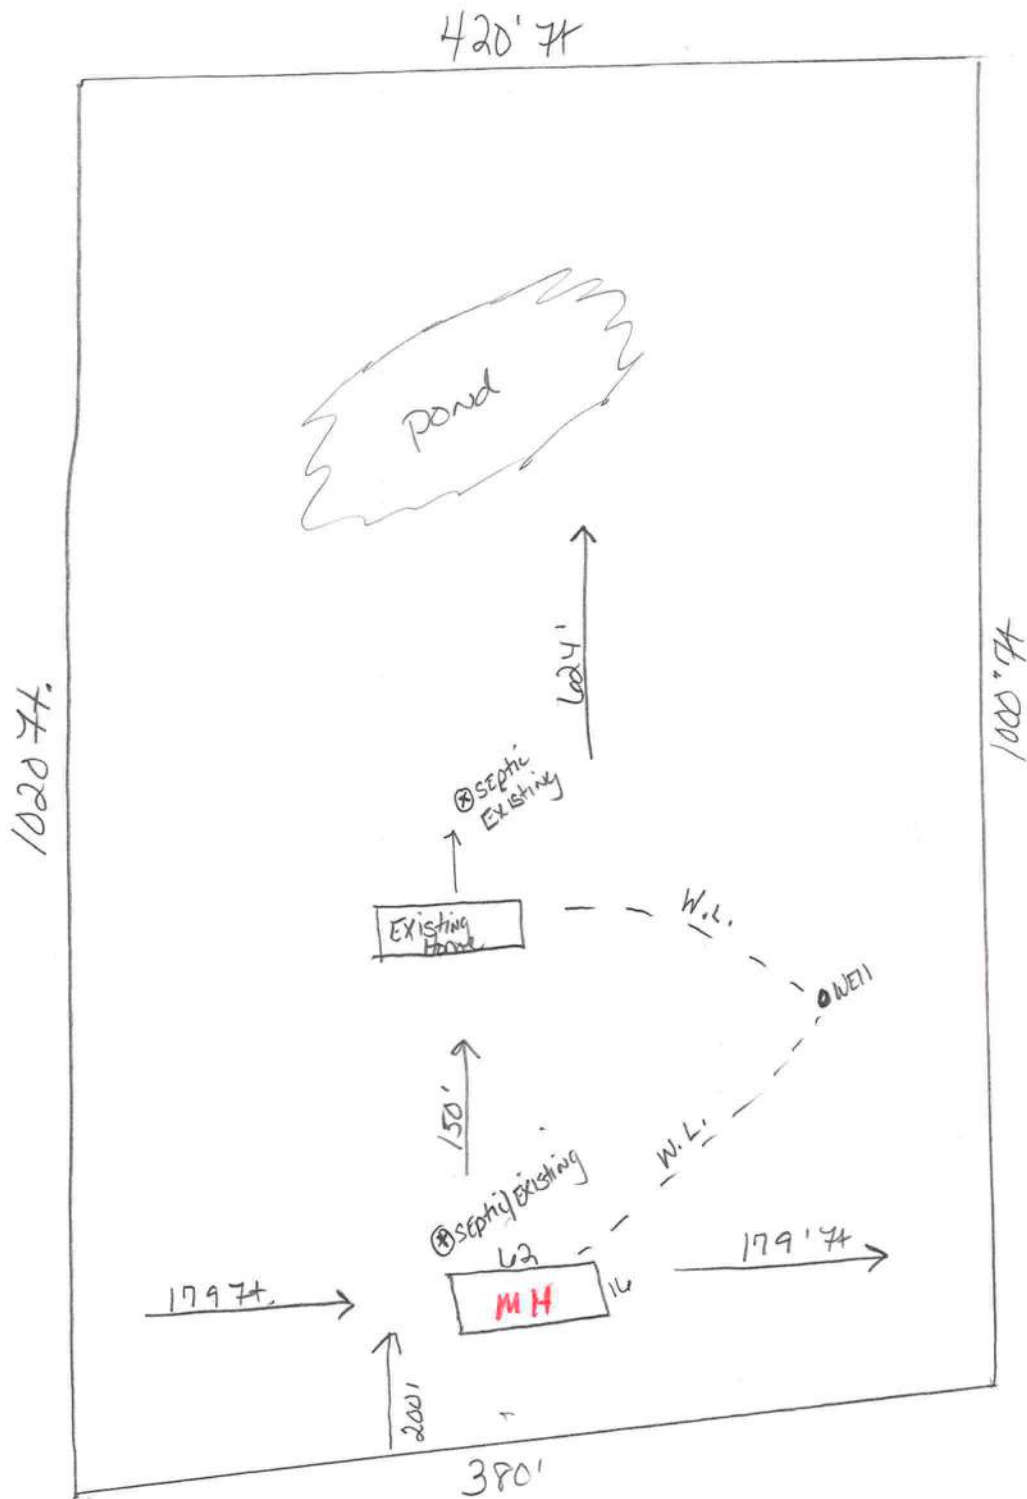 420' Ft
pond
624'
1020 Ft.
1000' Ft
septic
Existing
Existing
Home
W.L.
WEll
150'
W.L.
septic/Existing
62
16
MH
179 Ft.
179' Ft
200'
380'